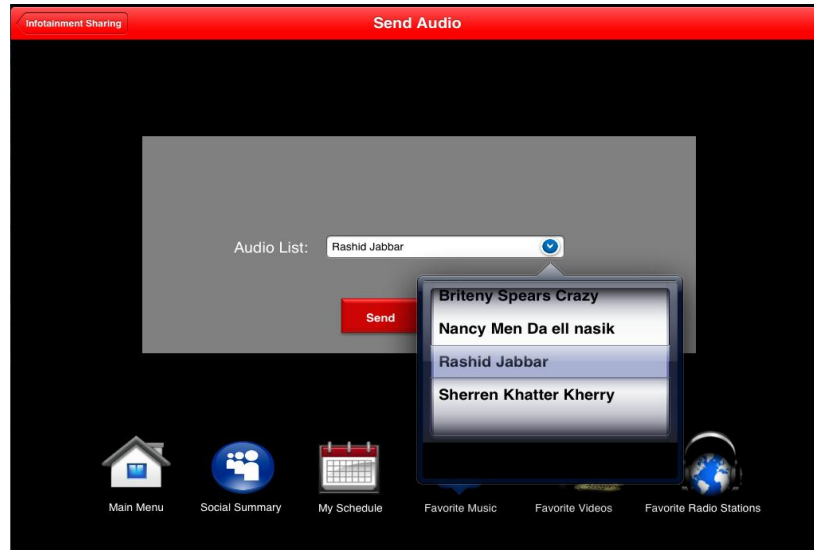 Infotainment Sharing
Send Audio
Audio List:
Rashid Jabbar
Send
Briteny Spears Crazy
Nancy Men Da ell nasik
Rashid Jabbar
Sherren Khatter Kherry
Main Menu
Social Summary
My Schedule
Favorite Music
Favorite Videos
Favorite Radio Stations